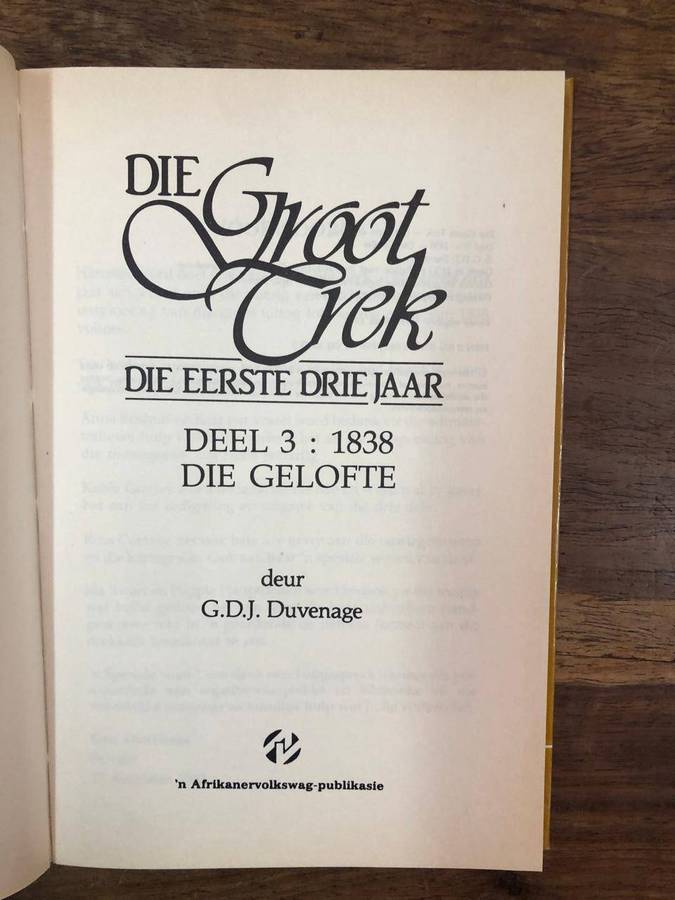 DIE Groot
Trek
DIE EERSTE DRIE JAAR
DEEL 3 : 1838
DIE GELOFTE
deur
G.D.J. Duvenage
'n Afrikanervolkswag-publikasie